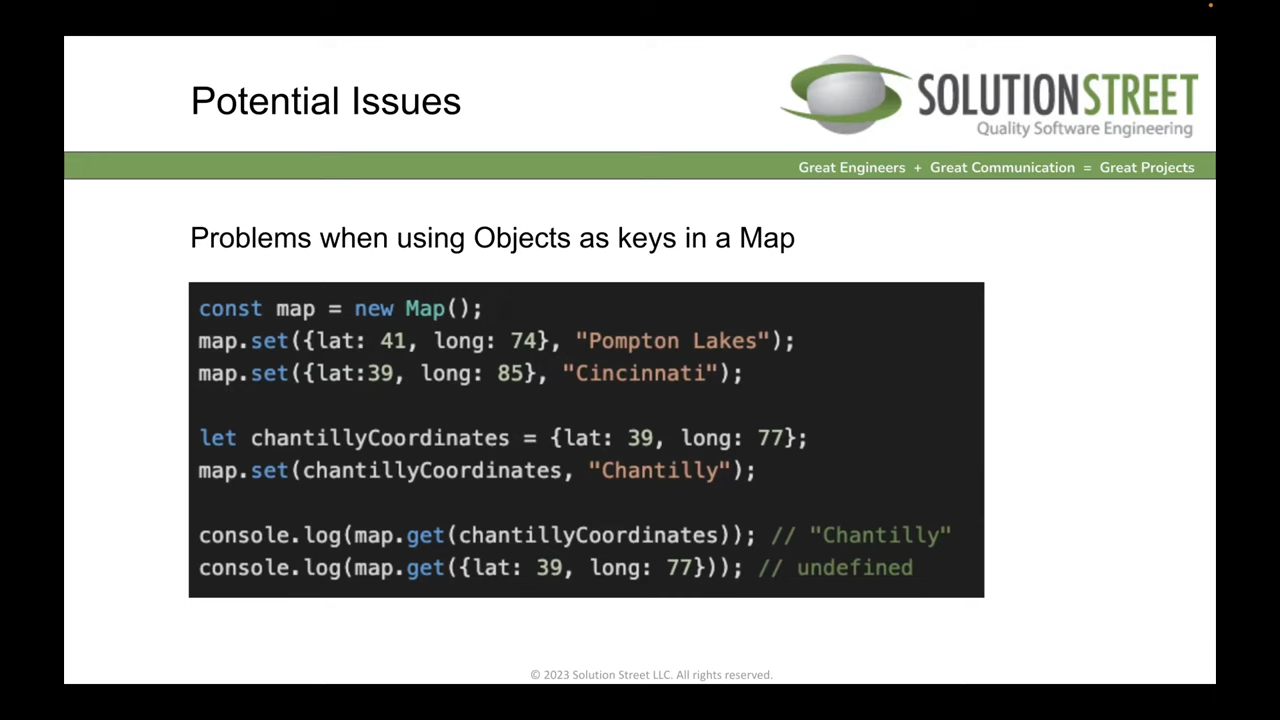 Potential Issues
SOLUTIONSTREET
Quality Software Engineering
Great Engineers + Great Communication = Great Projects
Problems when using Objects as keys in a Map
const map = new Map();
map.set({lat: 41, long: 74}, "Pompton Lakes");
map.set({lat:39, long: 85}, "Cincinnati");
let chantillyCoordinates = {lat: 39, long: 77};
map.set(chantillyCoordinates, "Chantilly");
console.log(map.get(chantillyCoordinates)); // "Chantilly"
console.log(map.get({lat: 39, long: 77})); // undefined
© 2023 Solution Street LLC. All rights reserved.